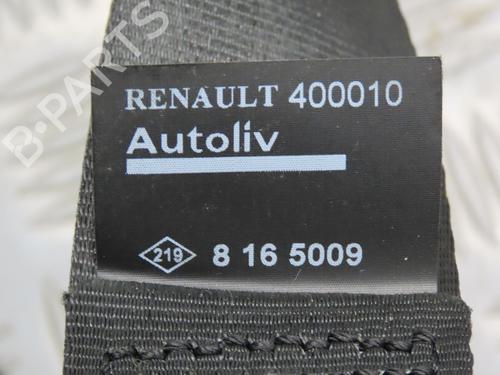 B-PARTS
RENAULT 400010
Autoliv
219 8 16 5009